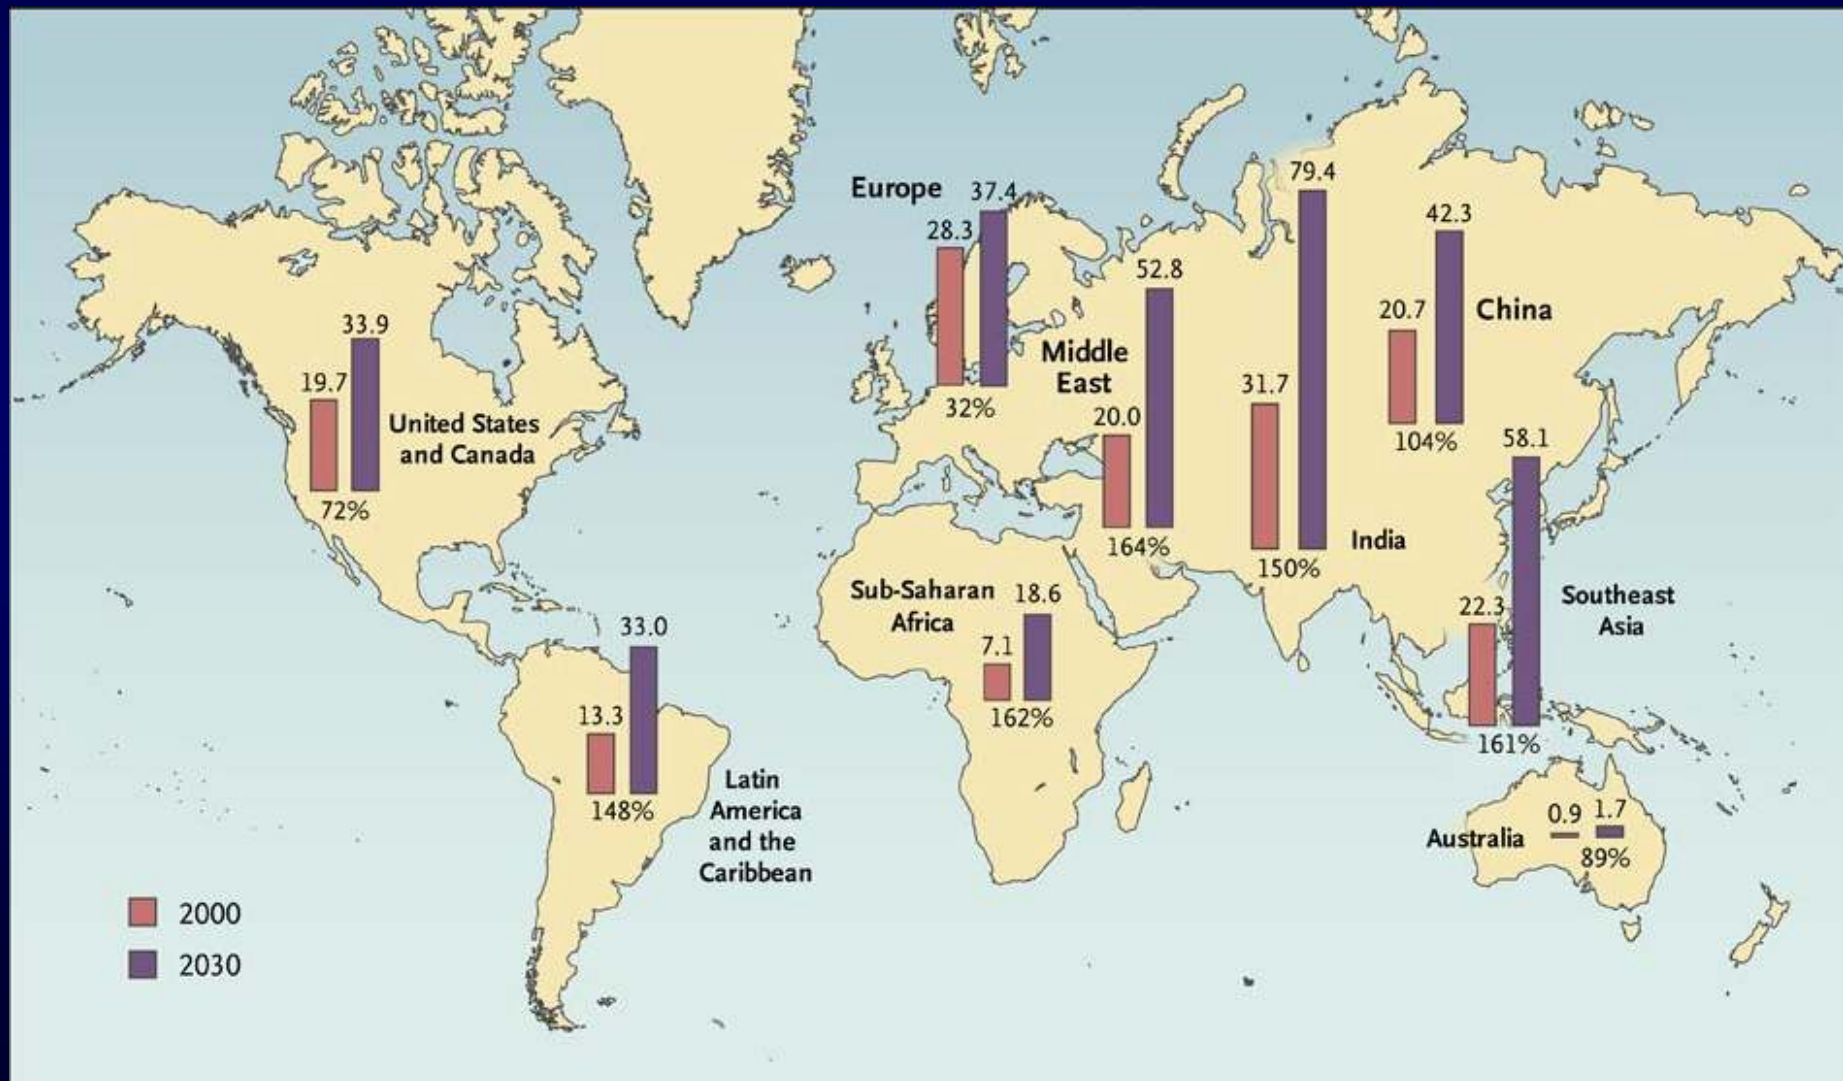 Europe
37.4
28.3
32%
79.4
31.7
150%
India
42.3
20.7
China
104%
52.8
Middle
East
20.0
164%
33.9
19.7
United States
and Canada
72%
58.1
22.3
Southeast
Asia
161%
Sub-Saharan
Africa
18.6
7.1
162%
33.0
13.3
148%
Latin
America
and the
Caribbean
0.9
1.7
Australia
89%
2000
2030